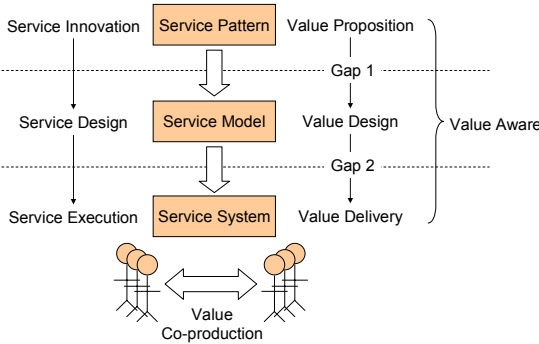 Service Innovation
Service Pattern
Value Proposition
Gap 1
Service Design
Service Model
Value Design
Value Aware
Gap 2
Service Execution
Service System
Value Delivery
Value
Co-production